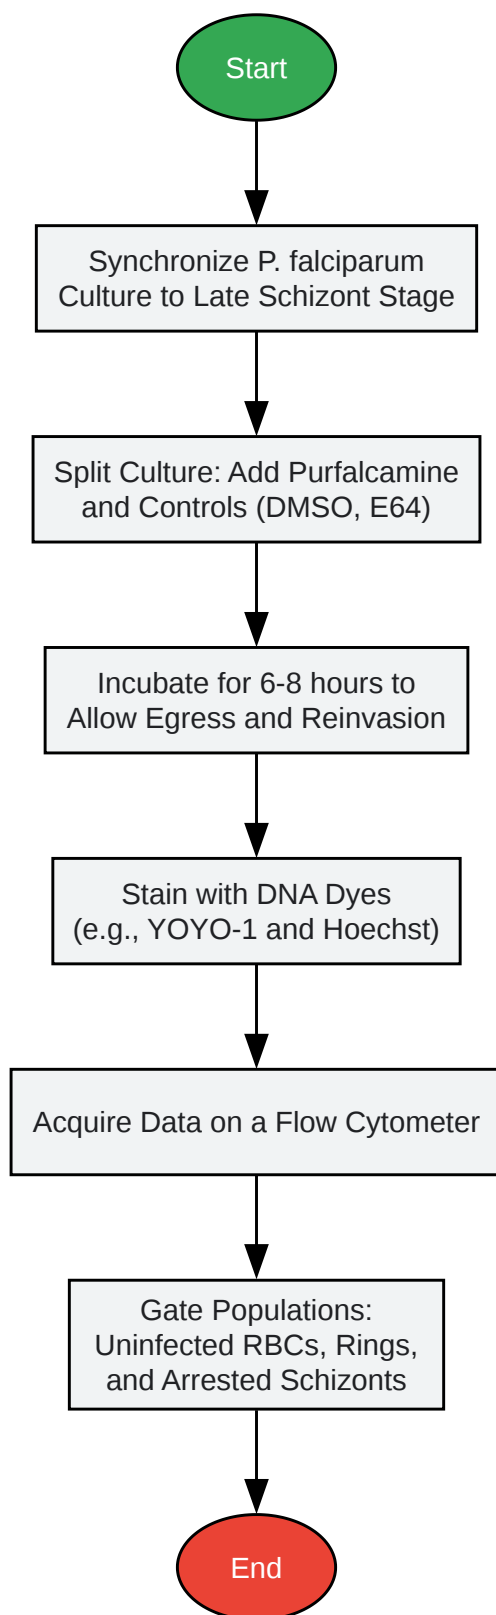 Start
Synchronize P. falciparum
Culture to Late Schizont Stage
Split Culture: Add Purfalcamine
and Controls (DMSO, E64)
Incubate for 6-8 hours to
Allow Egress and Reinvasion
Stain with DNA Dyes
(e.g., YOYO-1 and Hoechst)
Acquire Data on a Flow Cytometer
Gate Populations:
Uninfected RBCs, Rings,
and Arrested Schizonts
End